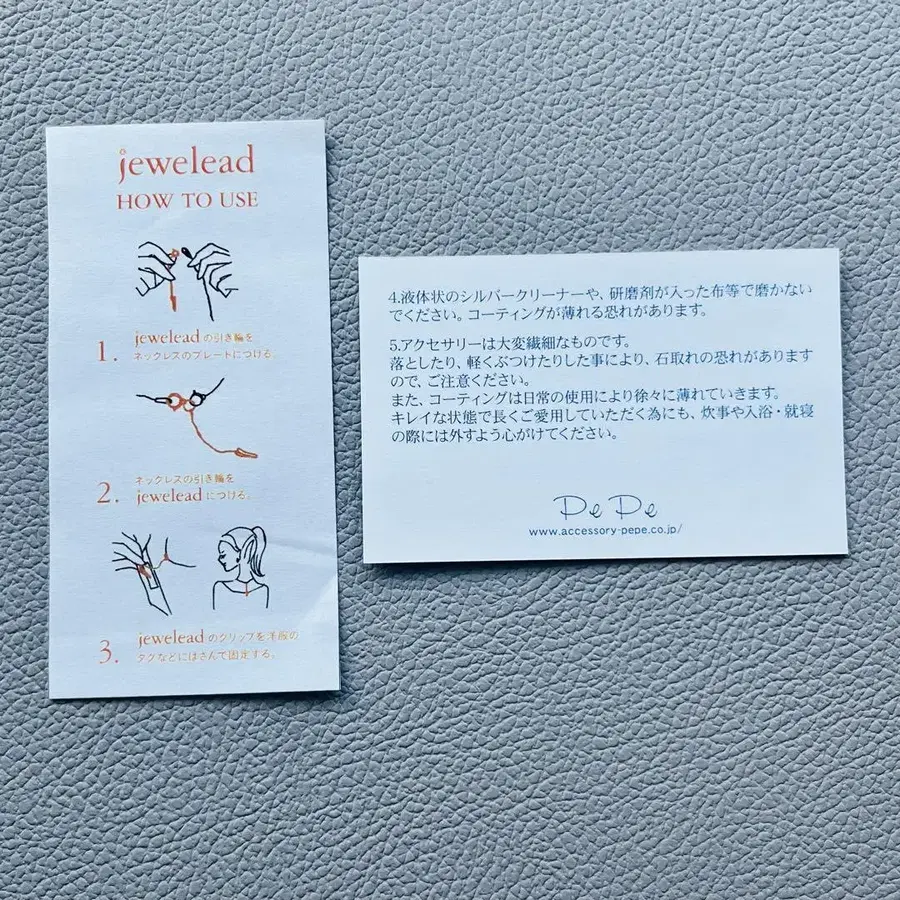 jewelead
HOW TO USE
1. jeweleadの引き輪を
ネックレスのプレートにつける。
2. ネックレスの引き輪を
jeweleadにつける。
3. jeweleadのクリップを洋服の
タグなどにはさんで固定する。
4.液体状のシルバークリーナーや、研磨剤が入った布等で磨かない
でください。コーティングが薄れる恐れがあります。
5.アクセサリーは大変繊細なものです。
落としたり、軽くぶつけたりした事により、石取れの恐れがあります
ので、ご注意ください。
また、コーティングは日常の使用により徐々に薄れていきます。
キレイな状態で長くご愛用していただく為にも、炊事や入浴・就寝
の際には外すよう心がけてください。
PePe
www.accessory-pepe.co.jp/